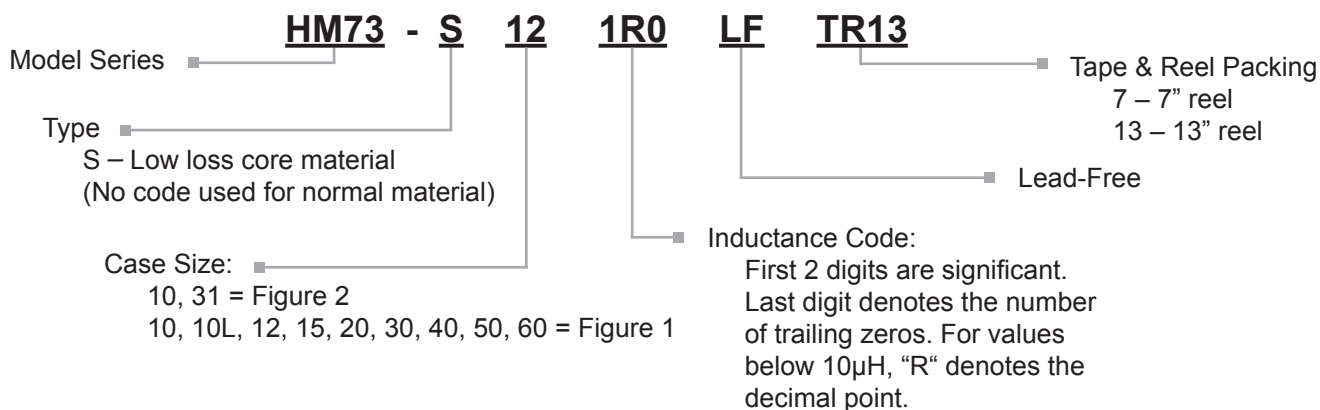 HM73 - S 12 1R0 LF TR13
Model Series
Tape & Reel Packing
7 – 7” reel
13 – 13” reel
Type
S – Low loss core material
(No code used for normal material)
Lead-Free
Case Size:
10, 31 = Figure 2
10, 10L, 12, 15, 20, 30, 40, 50, 60 = Figure 1
Inductance Code:
First 2 digits are significant.
Last digit denotes the number
of trailing zeros. For values
below 10µH, “R“ denotes the
decimal point.